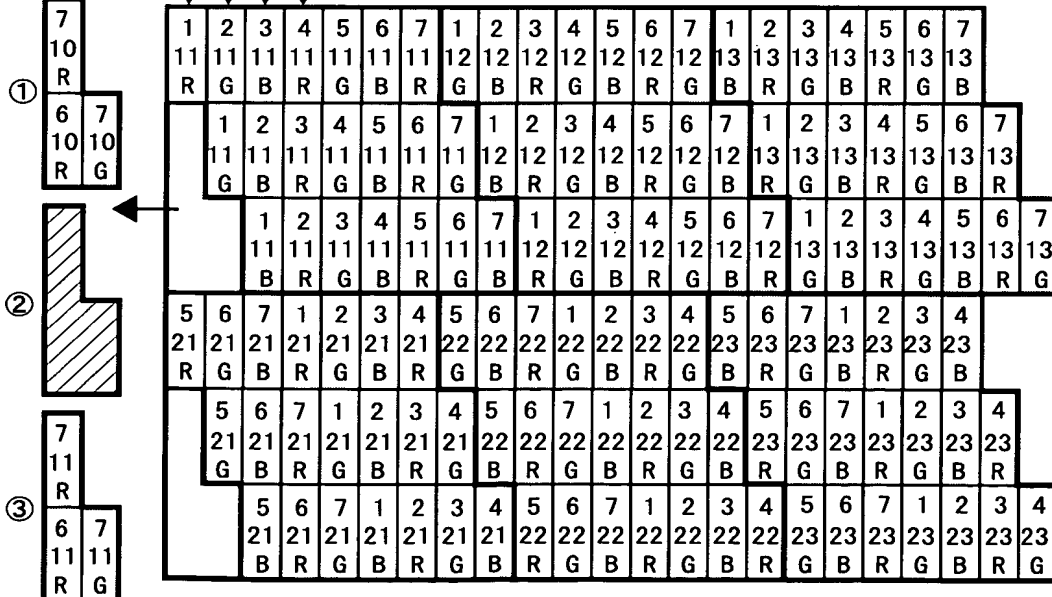 7
10
R
①
6 7
10 10
R G
②
7
11
R
③
6 7
11 11
R G
1 2 3 4 5 6 7 1 2 3 4 5 6 7 1 2 3 4 5 6 7
11 11 11 11 11 11 11 12 12 12 12 12 12 12 13 13 13 13 13 13 13
R G B R G B R G B R G B R G B R G B R G B
1 2 3 4 5 6 7 1 2 3 4 5 6 7 1 2 3 4 5 6 7
11 11 11 11 11 11 11 12 12 12 12 12 12 12 13 13 13 13 13 13 13
G B R G B R G B R G B R G B R G B R G B R
1 2 3 4 5 6 7 1 2 3 4 5 6 7 1 2 3 4 5 6 7
11 11 11 11 11 11 11 12 12 12 12 12 12 12 13 13 13 13 13 13 13
B R G B R G B R G B R G B R G B R G B R G
5 6 7 1 2 3 4 5 6 7 1 2 3 4 5 6 7 1 2 3 4
21 21 21 21 21 21 21 22 22 22 22 22 22 22 23 23 23 23 23 23 23
R G B R G B R G B R G B R G B R G B R G B
5 6 7 1 2 3 4 5 6 7 1 2 3 4 5 6 7 1 2 3 4
21 21 21 21 21 21 21 22 22 22 22 22 22 22 23 23 23 23 23 23 23
G B R G B R G B R G B R G B R G B R G B R
5 6 7 1 2 3 4 5 6 7 1 2 3 4 5 6 7 1 2 3 4
21 21 21 21 21 21 21 22 22 22 22 22 22 22 23 23 23 23 23 23 23
B R G B R G B R G B R G B R G B R G B R G